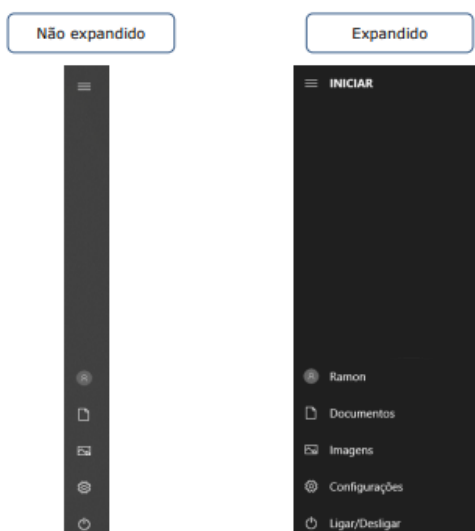 Não expandido
Expandido
INICIAR
Ramon
Documentos
Imagens
Configurações
Ligar/Desligar